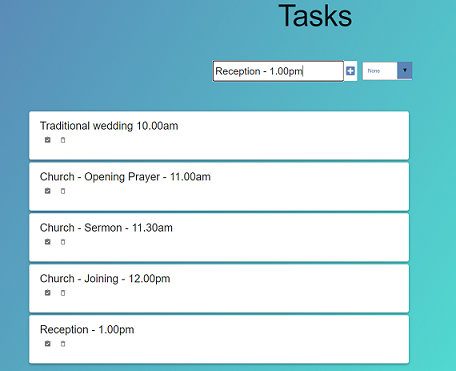 Tasks
Reception - 1.00pm
None
Traditional wedding 10.00am
Church - Opening Prayer - 11.00am
Church - Sermon - 11.30am
Church - Joining - 12.00pm
Reception - 1.00pm